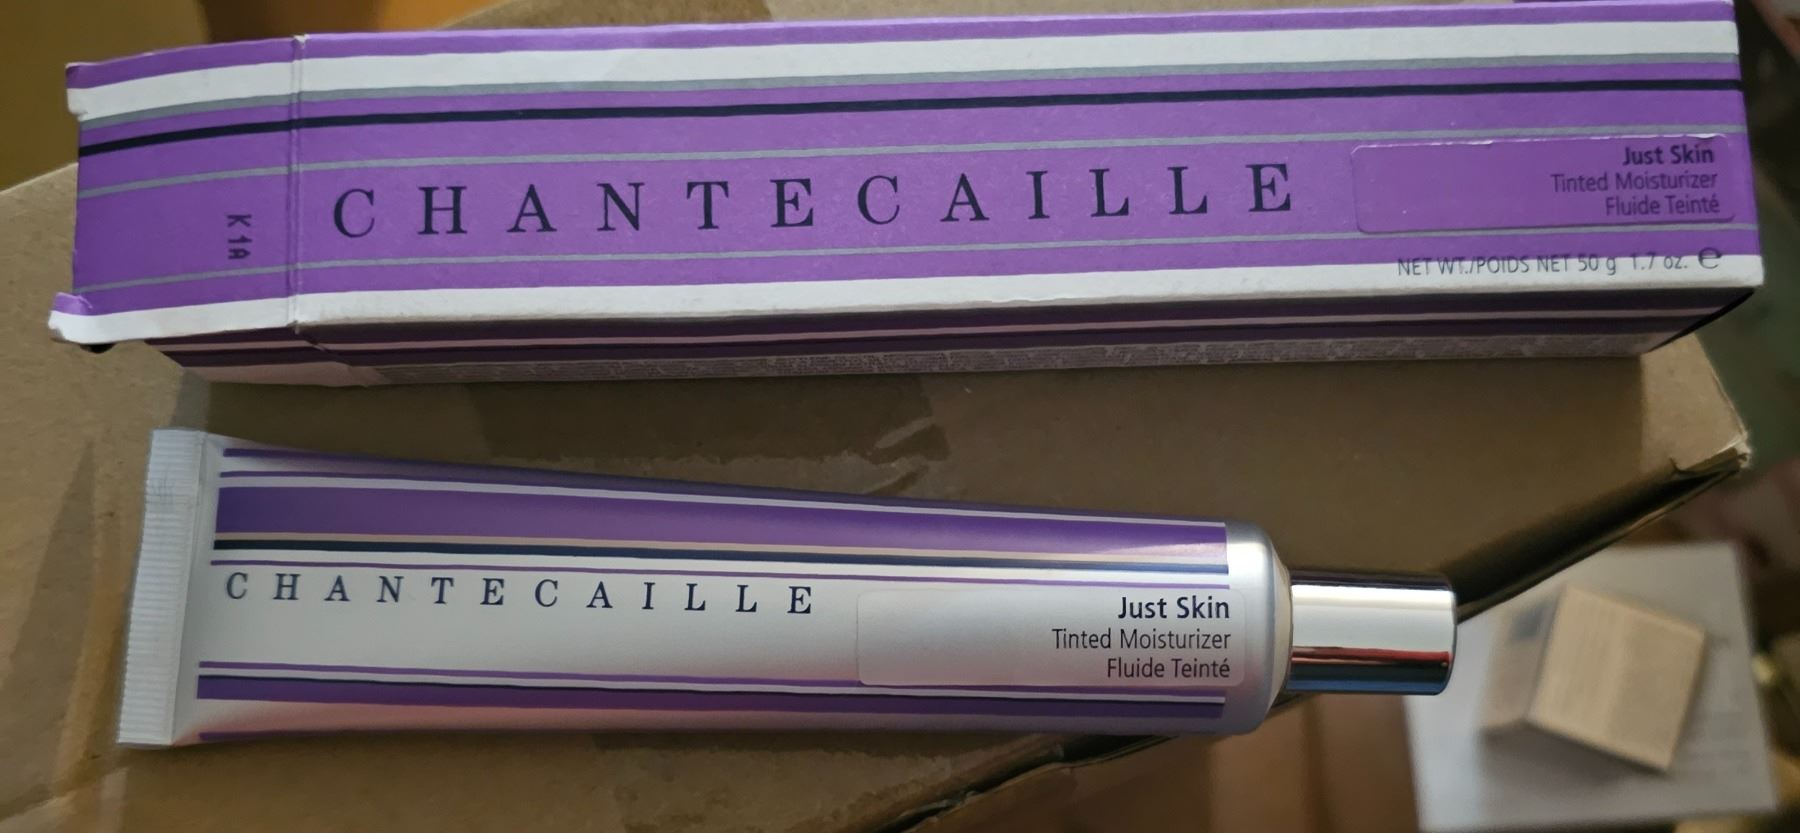 CHANTECAILLE
Just Skin
Tinted Moisturizer
Fluide Teinté
NET WT./POIDS NET 50 g 1.7 oz. ℮
K 1A
CHANTECAILLE
Just Skin
Tinted Moisturizer
Fluide Teinté